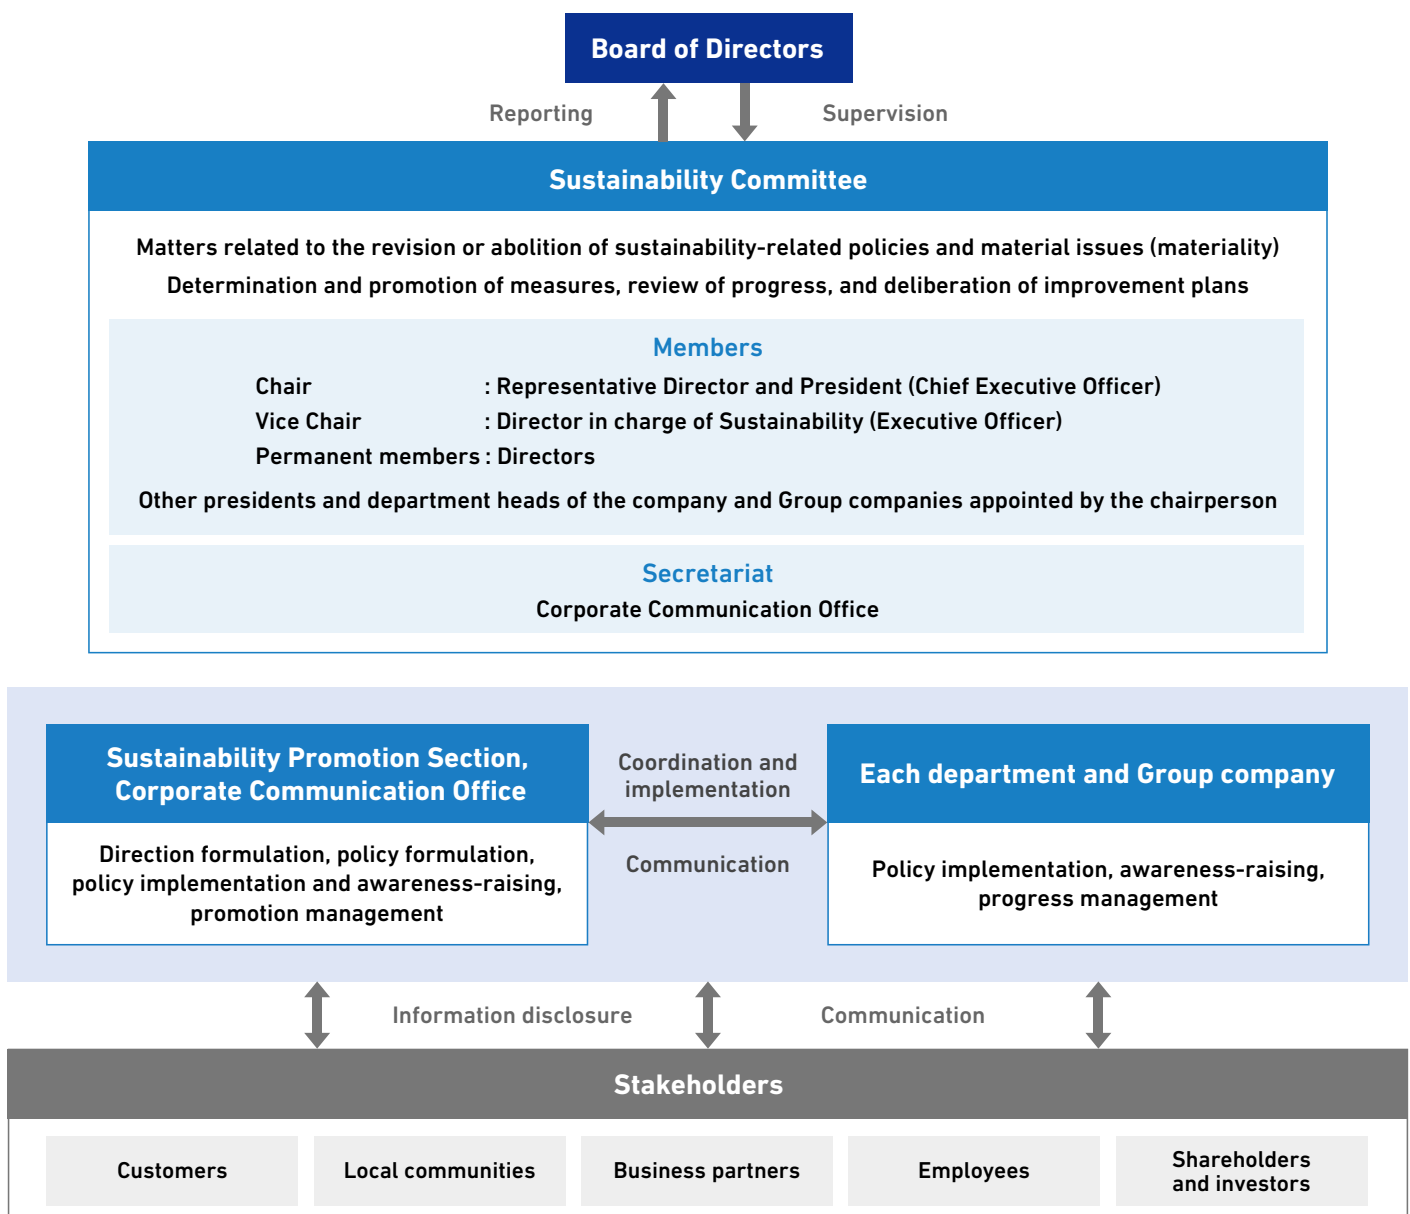 Board of Directors
Reporting
Supervision
Sustainability Committee
Matters related to the revision or abolition of sustainability-related policies and material issues (materiality)
Determination and promotion of measures, review of progress, and deliberation of improvement plans
Members
Chair : Representative Director and President (Chief Executive Officer)
Vice Chair : Director in charge of Sustainability (Executive Officer)
Permanent members : Directors
Other presidents and department heads of the company and Group companies appointed by the chairperson
Secretariat
Corporate Communication Office
Sustainability Promotion Section,
Corporate Communication Office
Direction formulation, policy formulation,
policy implementation and awareness-raising,
promotion management
Coordination and
implementation
Communication
Each department and Group company
Policy implementation, awareness-raising,
progress management
Information disclosure
Communication
Stakeholders
Customers
Local communities
Business partners
Employees
Shareholders
and investors